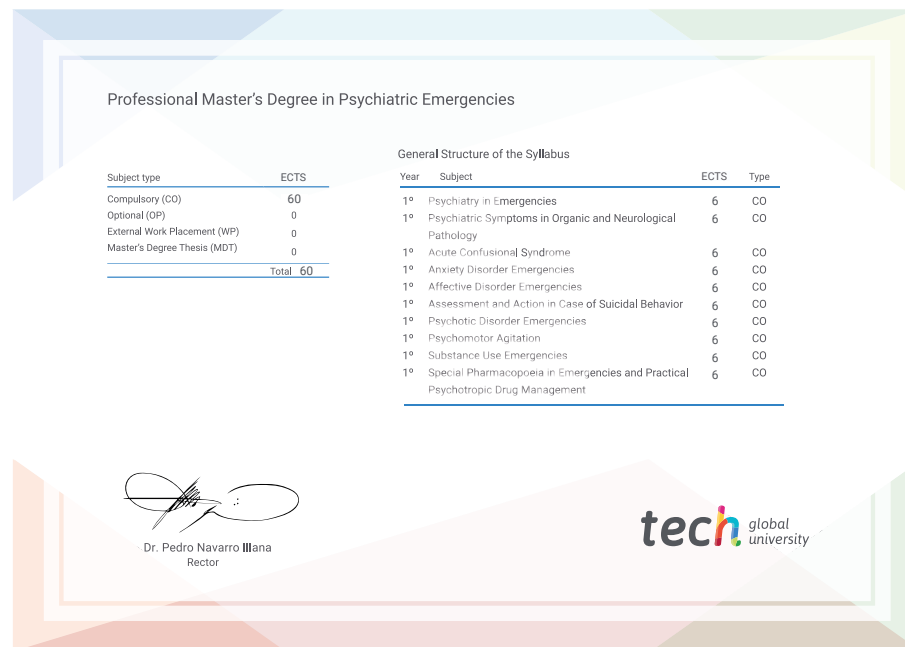 Professional Master's Degree in Psychiatric Emergencies
Subject type ECTS
Compulsory (CO) 60
Optional (OP) 0
External Work Placement (WP) 0
Master's Degree Thesis (MDT) 0
Total 60
General Structure of the Syllabus
Year Subject ECTS Type
1º Psychiatry in Emergencies 6 CO
1º Psychiatric Symptoms in Organic and Neurological 6 CO
Pathology
1º Acute Confusional Syndrome 6 CO
1º Anxiety Disorder Emergencies 6 CO
1º Affective Disorder Emergencies 6 CO
1º Assessment and Action in Case of Suicidal Behavior 6 CO
1º Psychotic Disorder Emergencies 6 CO
1º Psychomotor Agitation 6 CO
1º Substance Use Emergencies 6 CO
1º Special Pharmacopoeia in Emergencies and Practical 6 CO
Psychotropic Drug Management
Dr. Pedro Navarro Illana
Rector
tech global
university